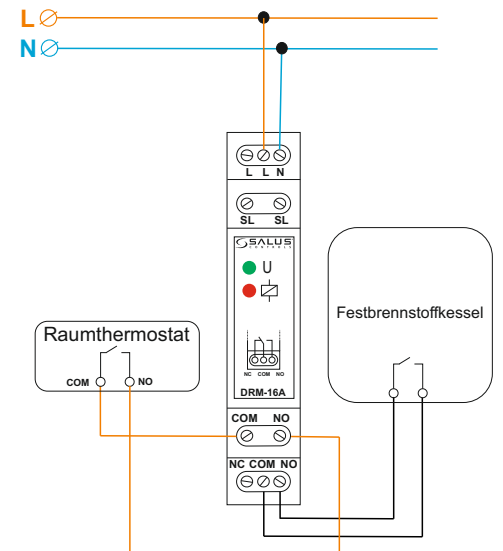 L
N
L L N
SL SL
SALUS
CONTROLS
U
NC COM NO
DRM-16A
COM NO
NC COM NO
Raumthermostat
COM NO
Festbrennstoffkessel